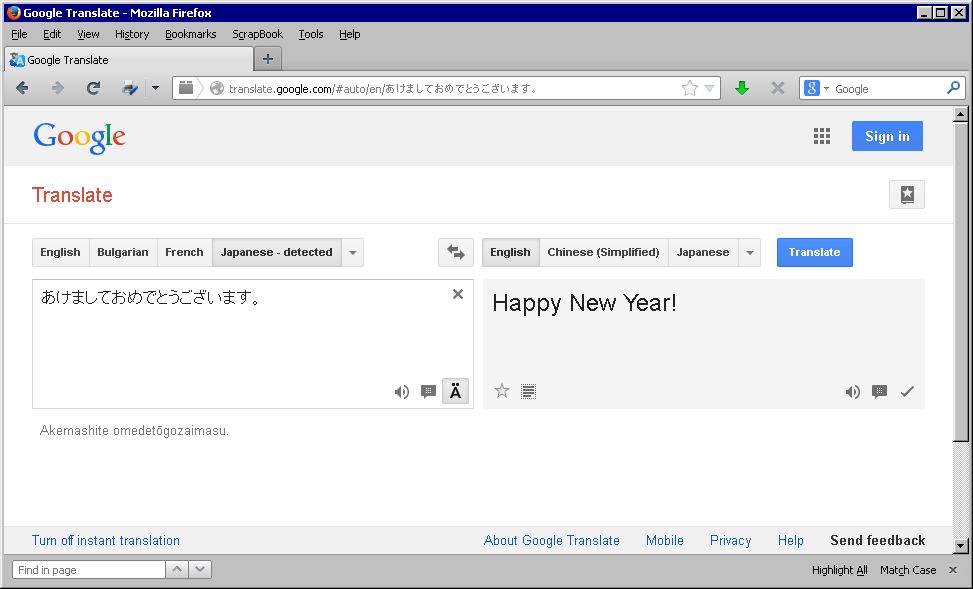 Google Translate - Mozilla Firefox
File Edit View History Bookmarks ScrapBook Tools Help
Google Translate
translate.google.com/#auto/en/あけましておめでとうございます。
Google
Google
Sign in
Translate
English Bulgarian French Japanese - detected
English Chinese (Simplified) Japanese
Translate
あけましておめでとうございます。
Happy New Year!
Ä
Akemashite omedetōgozaimasu.
Turn off instant translation
About Google Translate Mobile Privacy Help Send feedback
Find in page
Highlight All Match Case